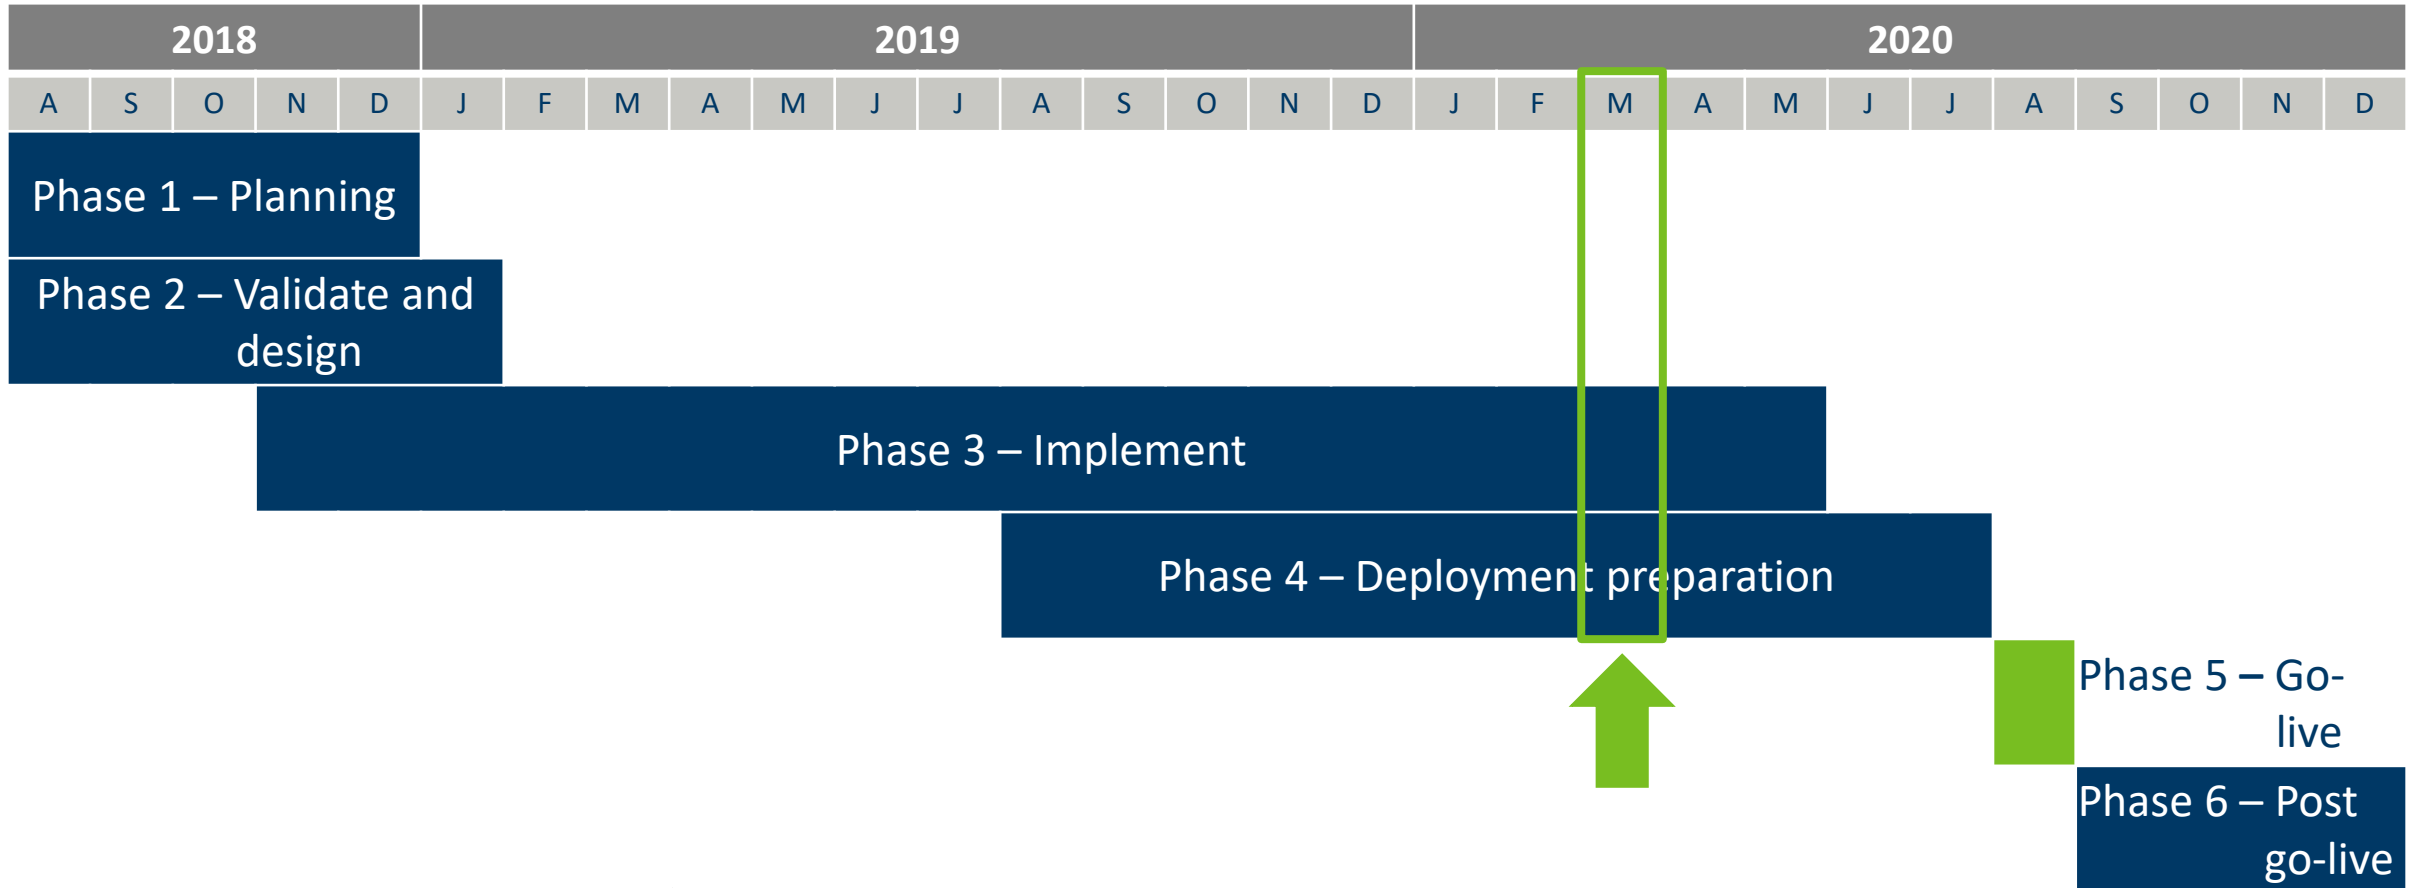 2018 2019 2020
A S O N D J F M A M J J A S O N D J F M A M J J A S O N D
Phase 1 – Planning
Phase 2 – Validate and
design
Phase 3 – Implement
Phase 4 – Deployment preparation
Phase 5 – Go-
live
Phase 6 – Post
go-live